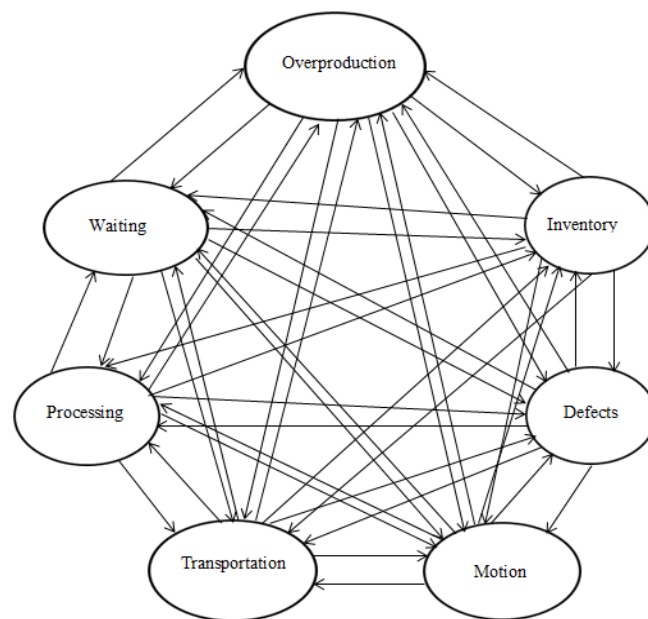 Overproduction
Waiting
Inventory
Processing
Defects
Transportation
Motion